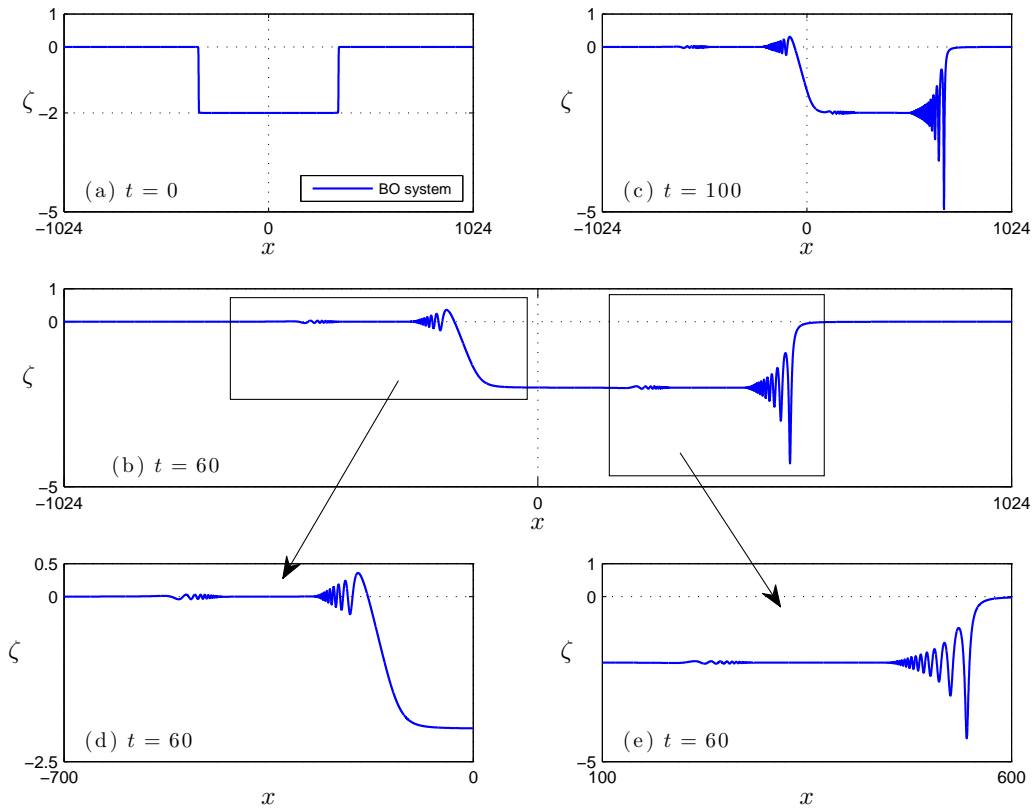 1
0
ζ
−2
(a) t = 0
BO system
−5
−1024
0
1024
x
1
0
ζ
−2
(c) t = 100
−5
−1024
0
1024
x
1
0
ζ
(b) t = 60
−5
−1024
0
1024
x
0.5
0
ζ
(d) t = 60
−2.5
−700
0
x
1
0
ζ
(e) t = 60
−5
100
600
x